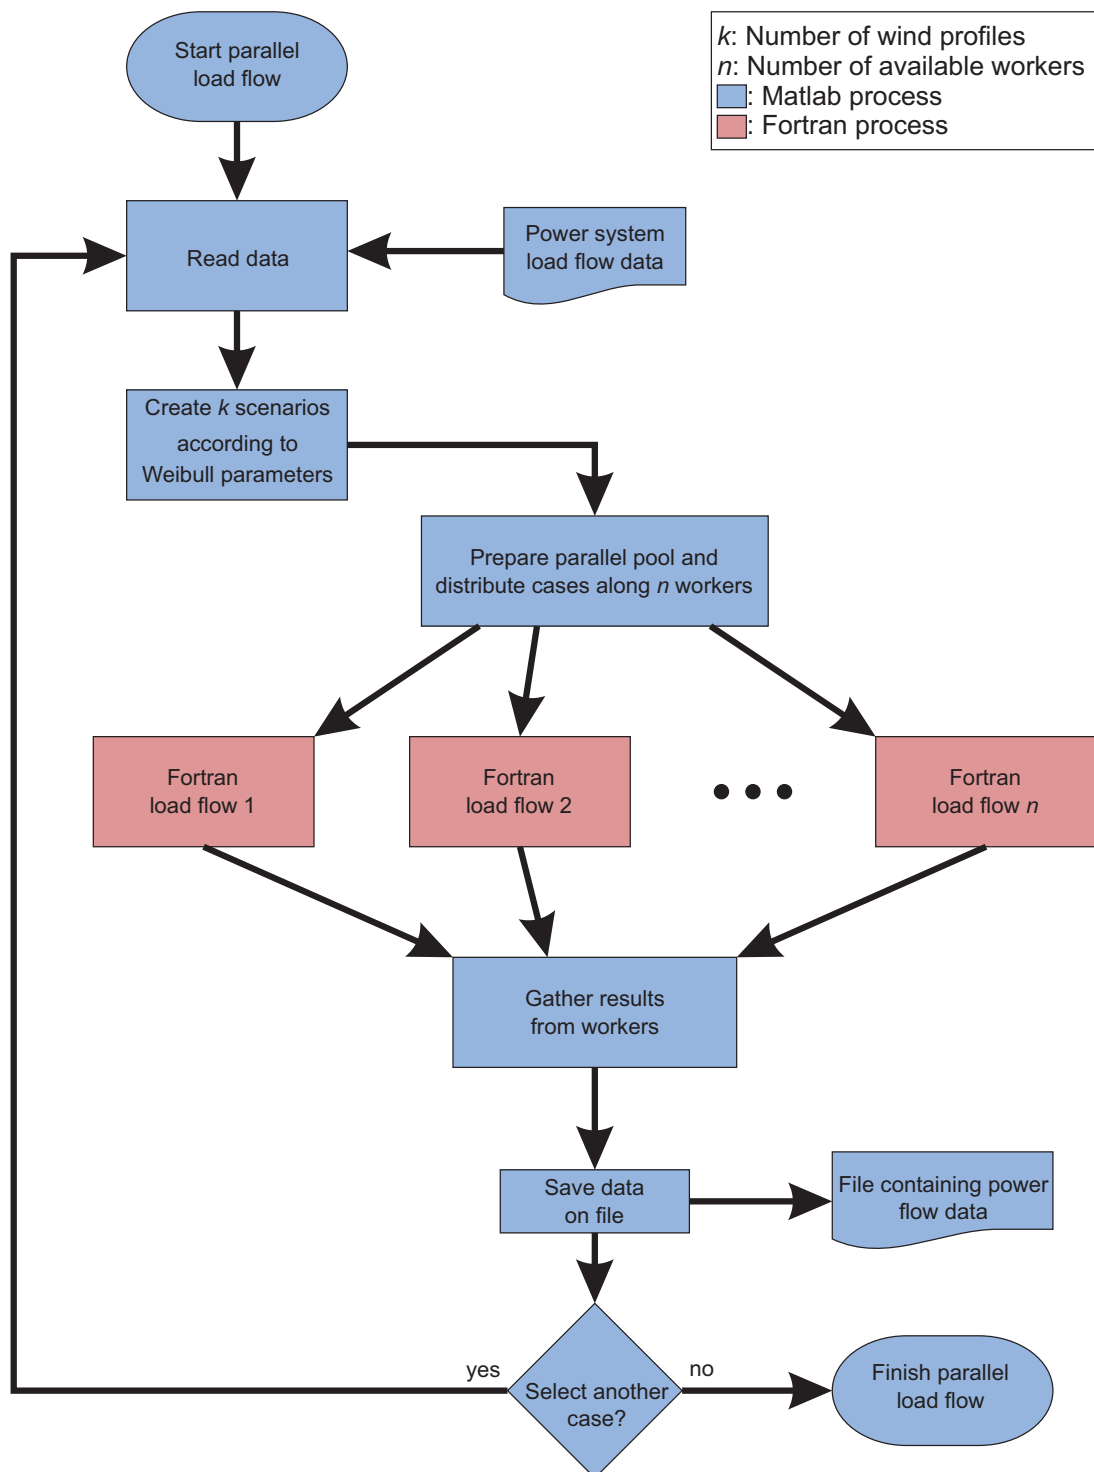 Start parallel
load flow
k: Number of wind profiles
n: Number of available workers
: Matlab process
: Fortran process
Read data
Power system
load flow data
Create k scenarios
according to
Weibull parameters
Prepare parallel pool and
distribute cases along n workers
Fortran
load flow 1
Fortran
load flow 2
Fortran
load flow n
Gather results
from workers
Save data
on file
File containing power
flow data
yes
Select another
case?
no
Finish parallel
load flow